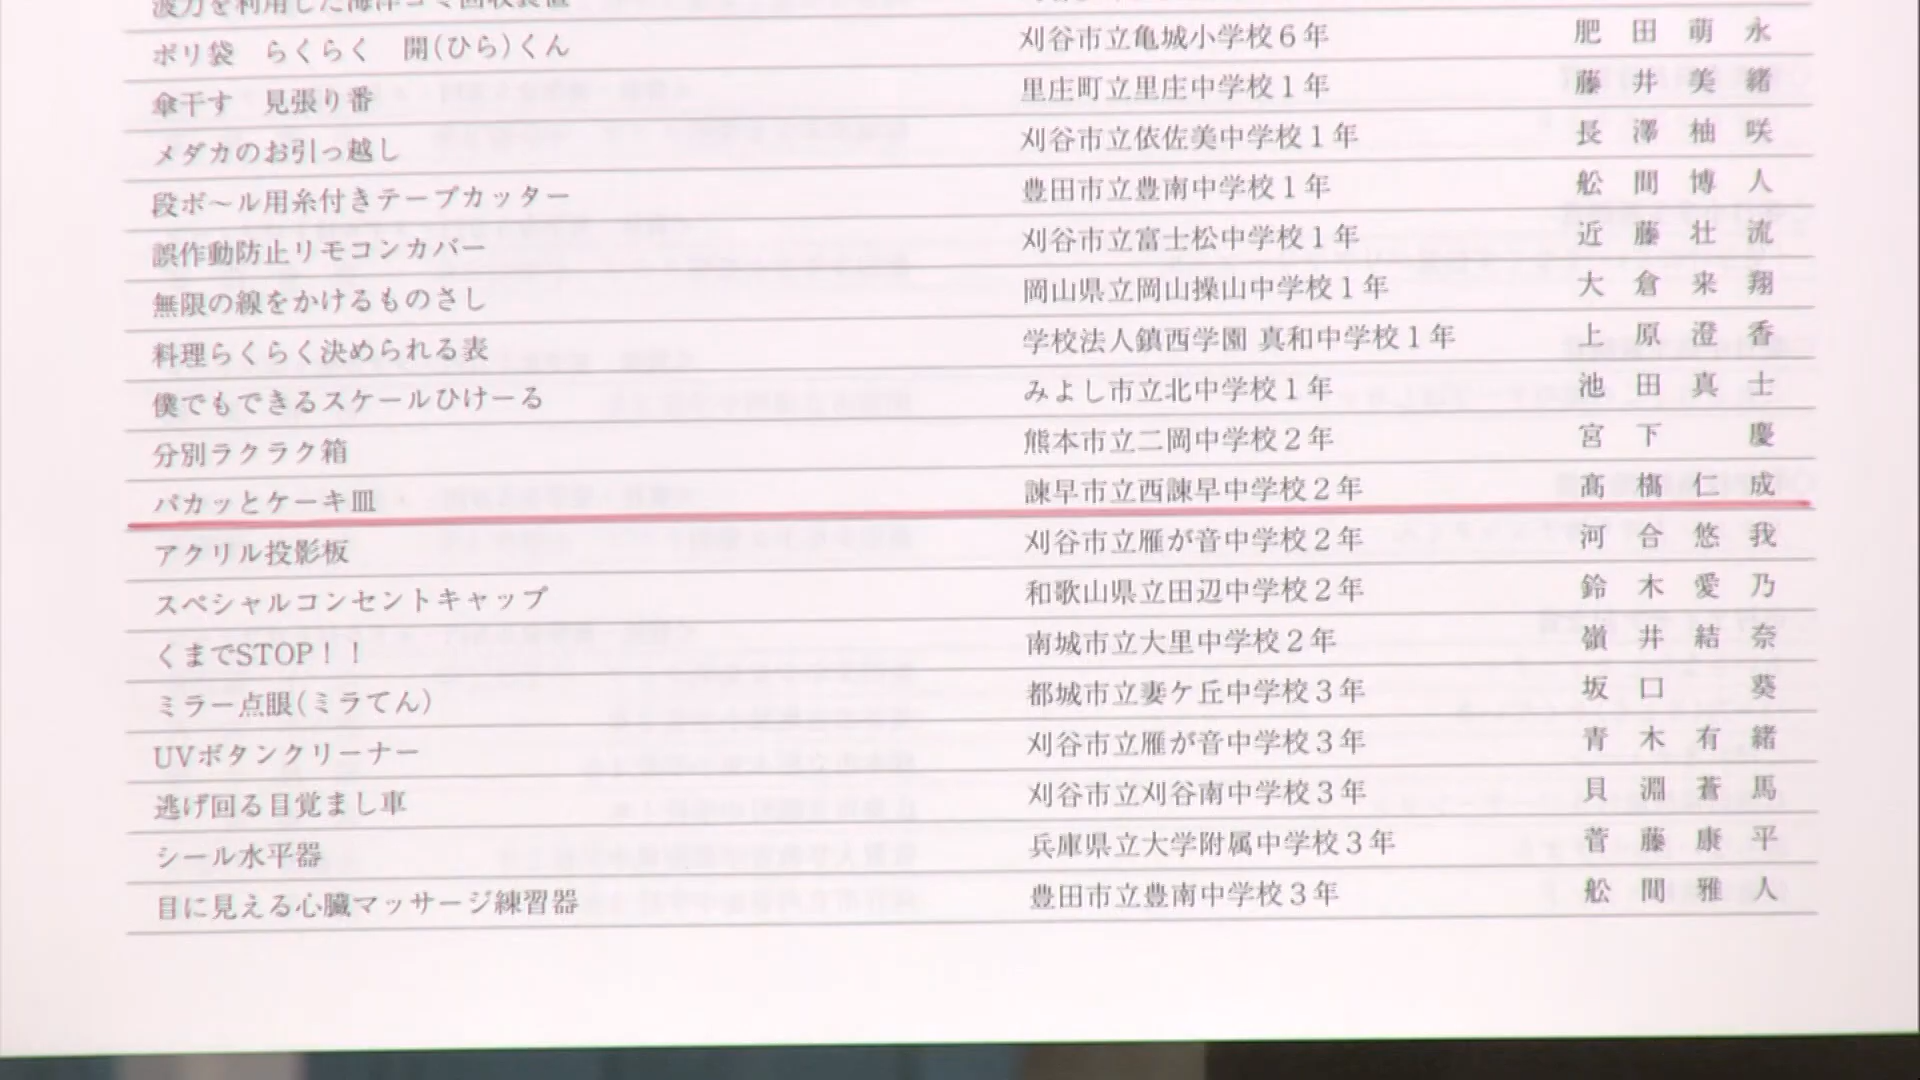 波力を利用した海洋ゴミ回収装置
ポリ袋　らくらく　開(ひら)くん　刈谷市立亀城小学校６年　肥田萌永
傘干す　見張り番　里庄町立里庄中学校１年　藤井美緒
メダカのお引っ越し　刈谷市立依佐美中学校１年　長澤柚咲
段ボール用糸付きテープカッター　豊田市立豊南中学校１年　舩間博人
誤作動防止リモコンカバー　刈谷市立富士松中学校１年　近藤壮流
無限の線をかけるものさし　岡山県立岡山操山中学校１年　大倉来翔
料理らくらく決められる表　学校法人鎮西学園 真和中学校１年　上原澄香
僕でもできるスケールひけーる　みよし市立北中学校１年　池田真士
分別ラクラク箱　熊本市立二岡中学校２年　宮下　慶
パカッとケーキ皿　諫早市立西諫早中学校２年　髙槗仁成
アクリル投影板　刈谷市立雁が音中学校２年　河合悠我
スペシャルコンセントキャップ　和歌山県立田辺中学校２年　鈴木愛乃
くまでSTOP！！　南城市立大里中学校２年　嶺井結奈
ミラー点眼(ミラてん)　都城市立妻ケ丘中学校３年　坂口　葵
UVボタンクリーナー　刈谷市立雁が音中学校３年　青木有緒
逃げ回る目覚まし車　刈谷市立刈谷南中学校３年　貝淵蒼馬
シール水平器　兵庫県立大学附属中学校３年　菅藤康平
目に見える心臓マッサージ練習器　豊田市立豊南中学校３年　舩間雅人